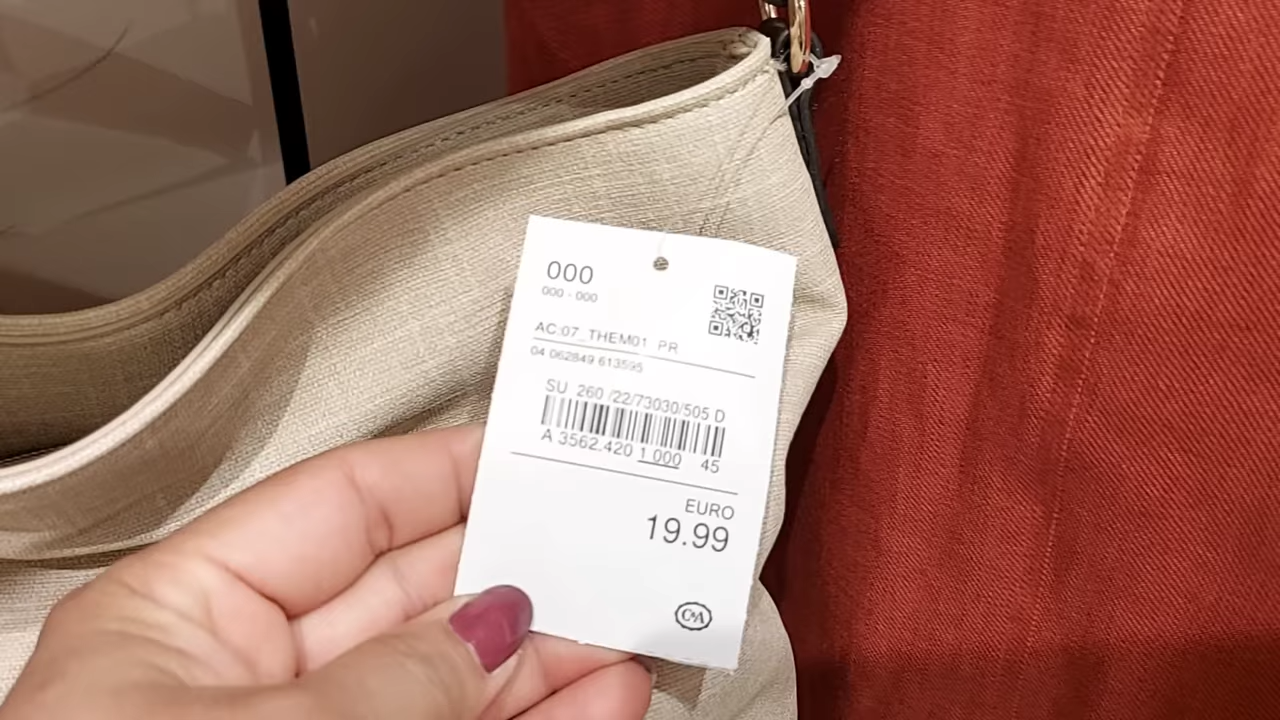 000
000 - 000
AC:07_THEM01 PR
04 062849 613595
SU 260 /22/73030/505 D
A 3562.420 1 000 45
EURO
19.99
C&A